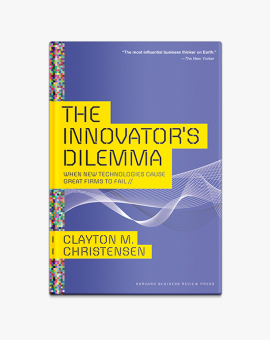 "The most influential business thinker on Earth."
—The New Yorker
THE
INNOVATOR'S
DILEMMA
WHEN NEW TECHNOLOGIES CAUSE
GREAT FIRMS TO FAIL//
CLAYTON M.
CHRISTENSEN
HARVARD BUSINESS REVIEW PRESS